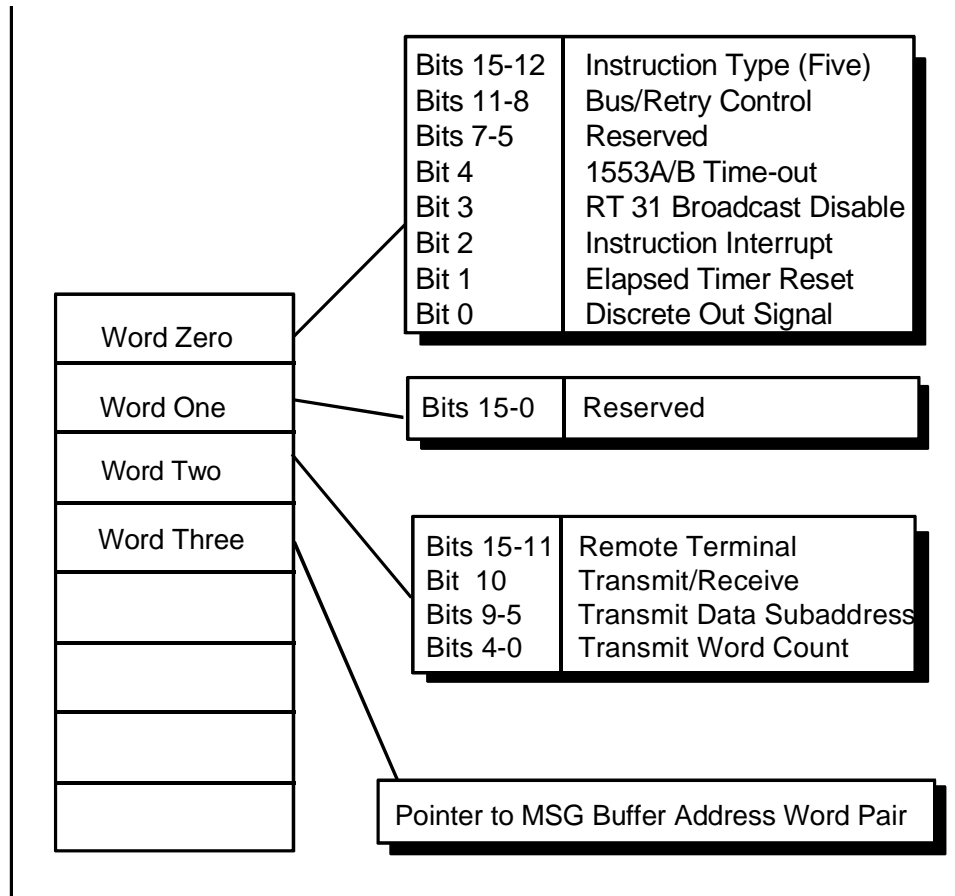 Bits 15-12 Instruction Type (Five)
Bits 11-8 Bus/Retry Control
Bits 7-5 Reserved
Bit 4 1553A/B Time-out
Bit 3 RT 31 Broadcast Disable
Bit 2 Instruction Interrupt
Bit 1 Elapsed Timer Reset
Bit 0 Discrete Out Signal
Word Zero
Word One
Bits 15-0 Reserved
Word Two
Word Three
Bits 15-11 Remote Terminal
Bit 10 Transmit/Receive
Bits 9-5 Transmit Data Subaddress
Bits 4-0 Transmit Word Count
Pointer to MSG Buffer Address Word Pair